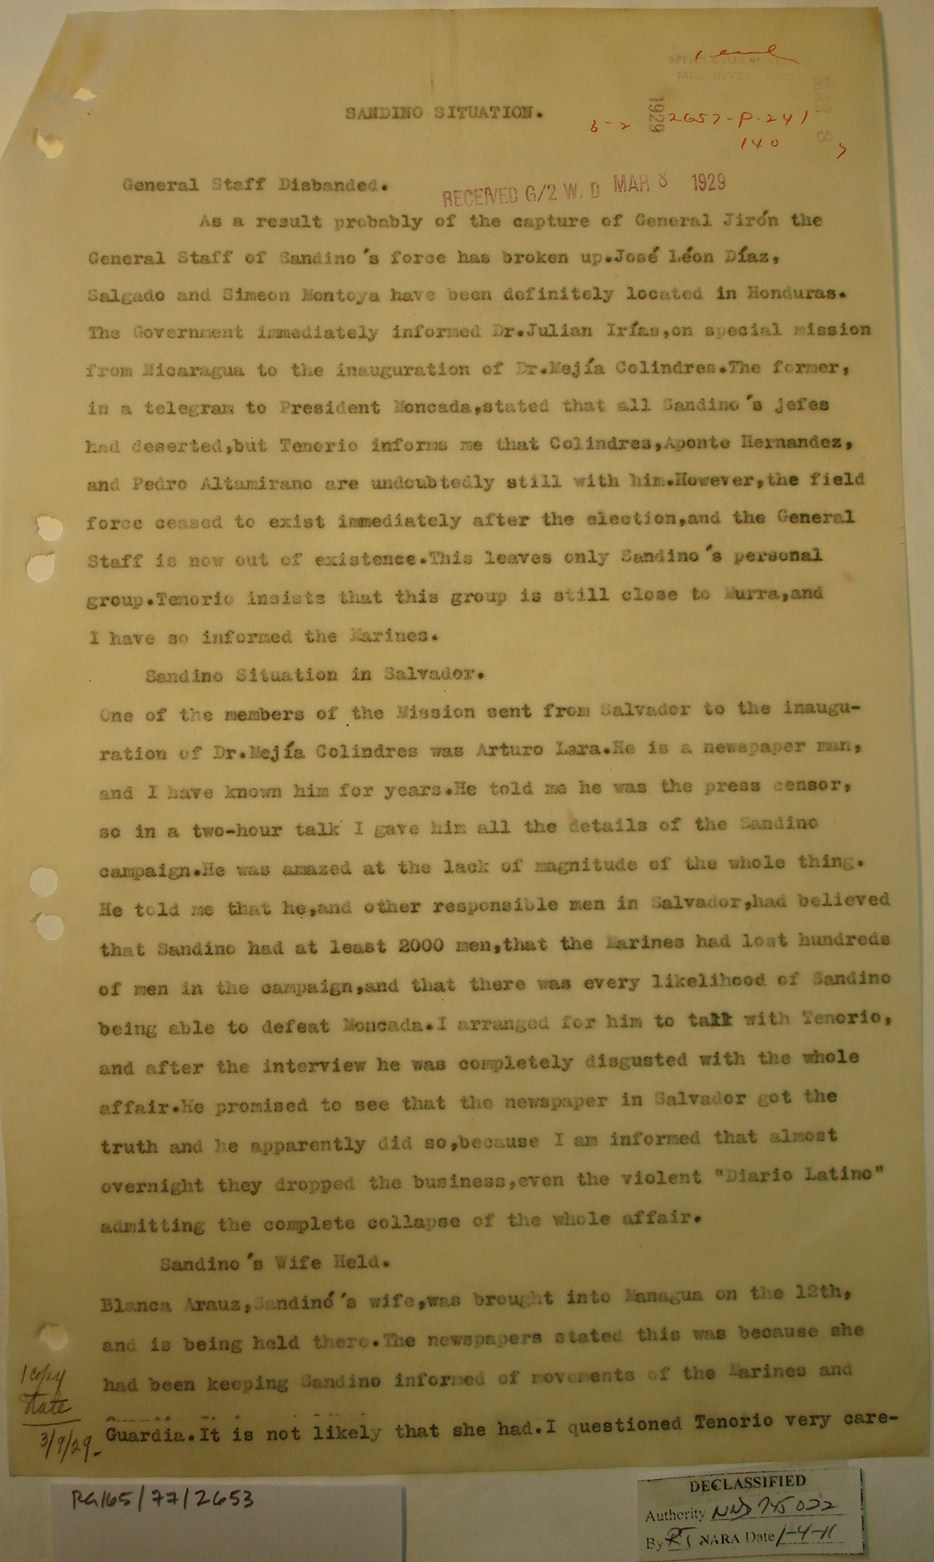 SANDINO SITUATION.
1929
6-2 2657-P-241
140
General Staff Disbanded.
RECEIVED G/2 W. D MAR 8 1929
As a result probably of the capture of General Jirón the
General Staff of Sandino´s force has broken up.José Léon Díaz,
Salgado and Simeon Montoya have been definitely located in Honduras.
The Government immediately informed Dr.Julian Irías,on special mission
from Nicaragua to the inauguration of Dr.Mejía Colindres.The former,
in a telegram to President Moncada,stated that all Sandino´s jefes
had deserted,but Tenorio informs me that Colindres,Aponte Hernandez,
and Pedro Altamirano are undoubtedly still with him.However,the field
force ceased to exist immediately after the election,and the General
Staff is now out of existence.This leaves only Sandino´s personal
group.Tenorio insists that this group is still close to Murra,and
I have so informed the Marines.
Sandino Situation in Salvador.
One of the members of the Mission sent from Salvador to the inaugu-
ration of Dr.Mejía Colindres was Arturo Lara.He is a newspaper man,
and I have known him for years.He told me he was the press censor,
so in a two-hour talk I gave him all the details of the Sandino
campaign.He was amazed at the lack of magnitude of the whole thing.
He told me that he,and other responsible men in Salvador,had believed
that Sandino had at least 2000 men,that the Marines had lost hundreds
of men in the campaign,and that there was every likelihood of Sandino
being able to defeat Moncada.I arranged for him to talk with Tenorio,
and after the interview he was completely disgusted with the whole
affair.He promised to see that the newspaper in Salvador got the
truth and he apparently did so,because I am informed that almost
overnight they dropped the business,even the violent "Diario Latino"
admitting the complete collapse of the whole affair.
Sandino´s Wife Held.
Blanca Arauz,Sandinó´s wife,was brought into Managua on the 12th,
and is being held there.The newspapers stated this was because she
had been keeping Sandino informed of movements of the Marines and
Guardia.It is not likely that she had.I questioned Tenorio very care-
1 copy
State
3/9/29-
RG165/77/2653
DECLASSIFIED
Authority NND 745022
By RT NARA Date 1-4-11